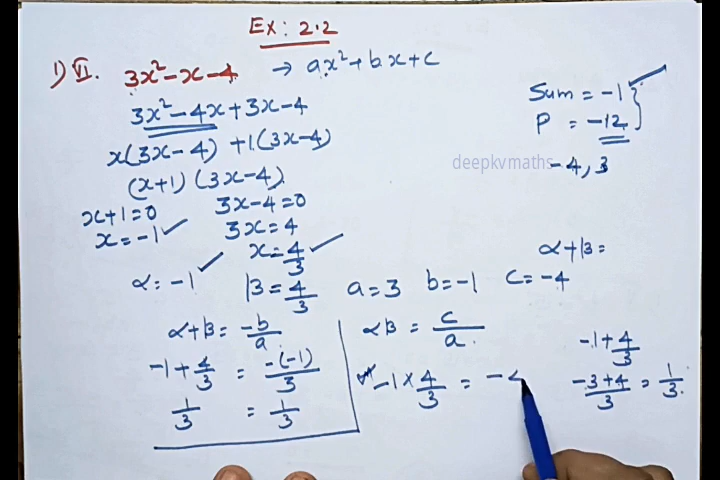 Ex: 2.2
1) VI. 3x² - x - 4 → ax² + bx + c
3x² - 4x + 3x - 4
x(3x - 4) + 1(3x - 4)
(x+1) (3x - 4)
x+1=0 3x-4=0
x=-1 ✓ 3x=4
x=4/3 ✓
α=-1 ✓ β=4/3 a=3 b=-1 c=-4
α+β = -b/a
-1+4/3 = -(-1)/3
1/3 = 1/3
αβ = c/a
-1 × 4/3 = -4
Sum = -1 ✓
P = -12
-4, 3
deepkvmaths
α+β=
-1+4/3
-3+4/3 = 1/3